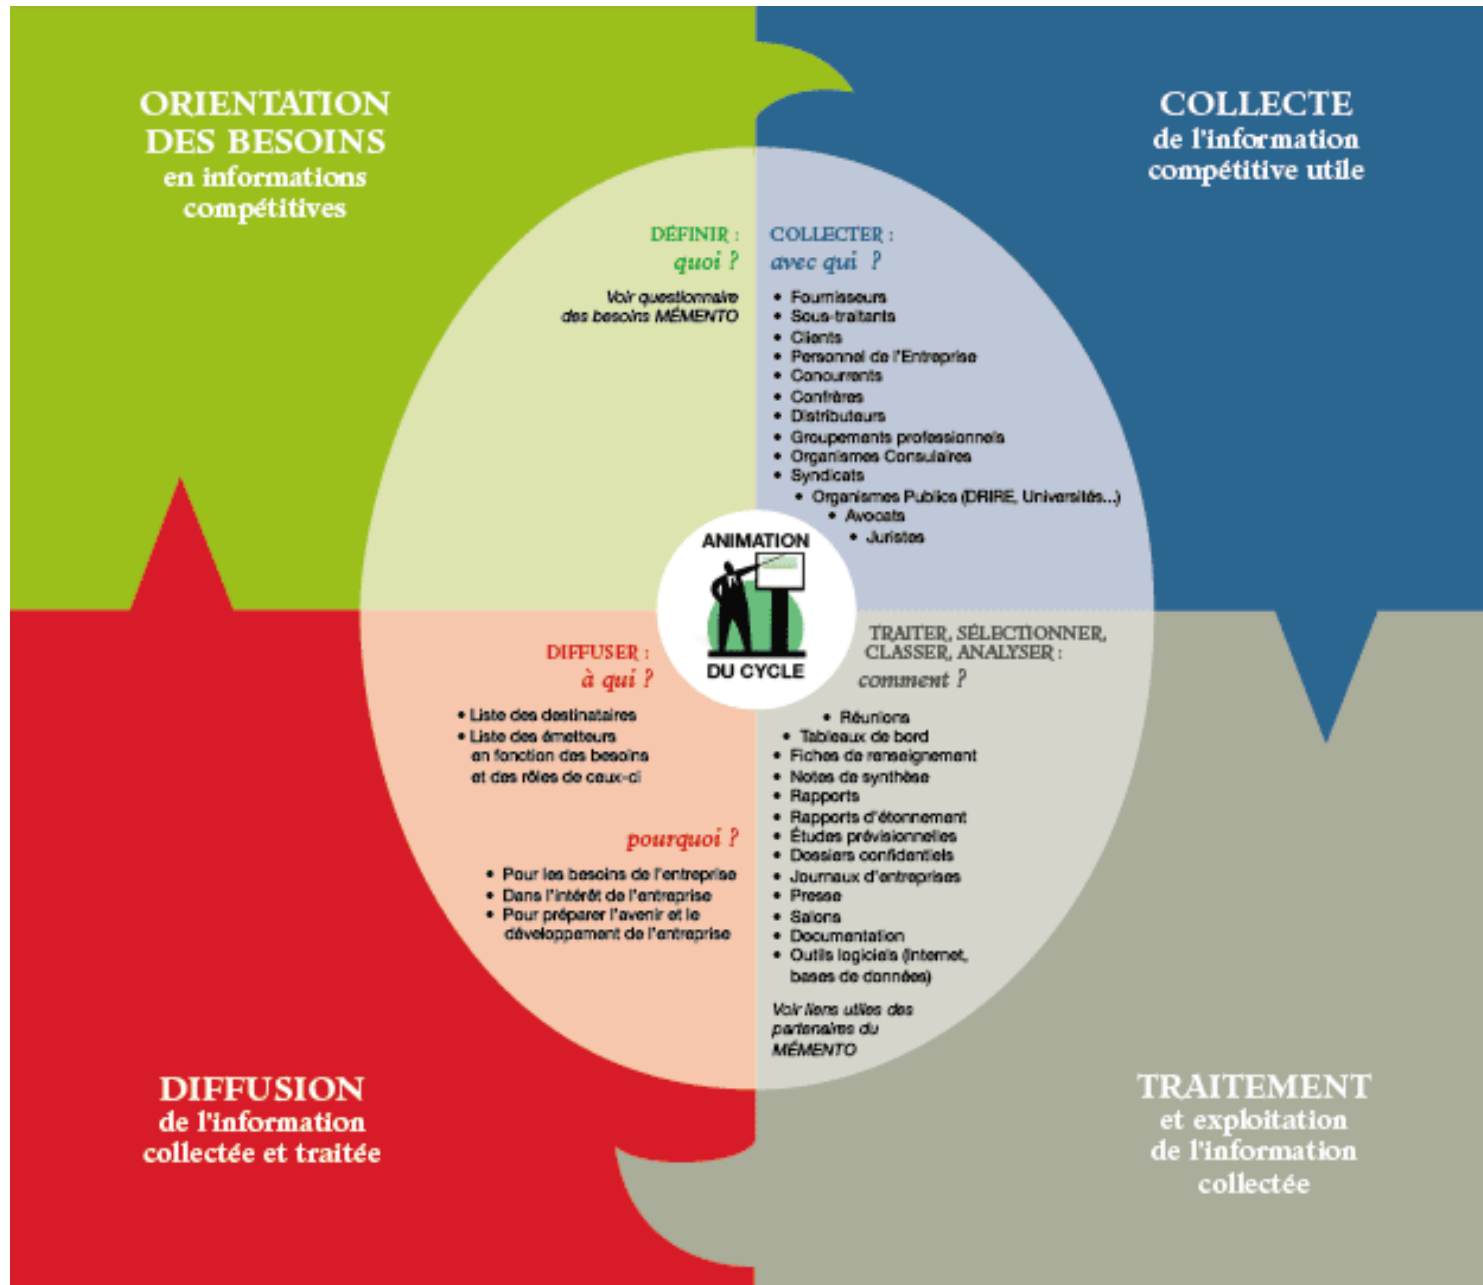 ORIENTATION
DES BESOINS
en informations
compétitives
COLLECTE
de l'information
compétitive utile
DÉFINIR :
quoi ?
Voir questionnaire
des besoins MÉMENTO
COLLECTER :
avec qui ?
• Fournisseurs
• Sous-traitants
• Clients
• Personnel de l'Entreprise
• Concurrents
• Confrères
• Distributeurs
• Groupements professionnels
• Organismes Consulaires
• Syndicats
• Organismes Publics (DRIRE, Universités...)
• Avocats
• Juristes
ANIMATION
DU CYCLE
DIFFUSER :
à qui ?
• Liste des destinataires
• Liste des émetteurs
en fonction des besoins
et des rôles de ceux-ci
pourquoi ?
• Pour les besoins de l'entreprise
• Dans l'intérêt de l'entreprise
• Pour préparer l'avenir et le
développement de l'entreprise
TRAITER, SÉLECTIONNER,
CLASSER, ANALYSER :
comment ?
• Réunions
• Tableaux de bord
• Fiches de renseignement
• Notes de synthèse
• Rapports
• Rapports d'étonnement
• Études prévisionnelles
• Dossiers confidentiels
• Journaux d'entreprises
• Presse
• Salons
• Documentation
• Outils logiciels (Internet,
bases de données)
Voir liens utiles des
partenaires du
MÉMENTO
DIFFUSION
de l'information
collectée et traitée
TRAITEMENT
et exploitation
de l'information
collectée